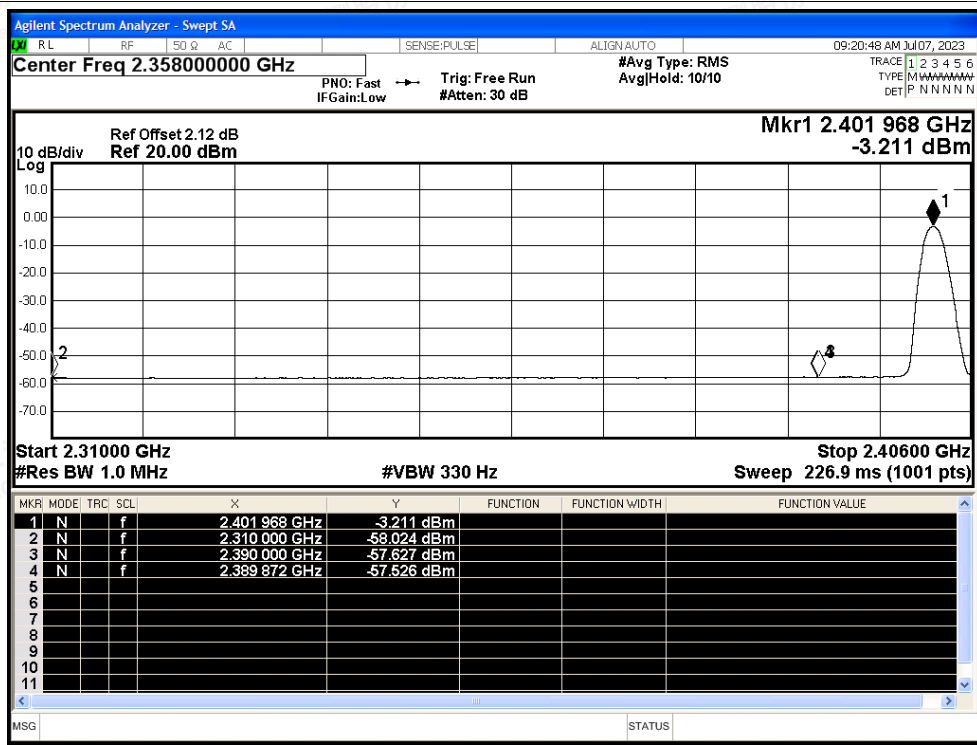 Agilent Spectrum Analyzer - Swept SA
LXI RL RF 50 Ω AC SENSE:PULSE ALIGN AUTO 09:20:48 AM Jul 07, 2023
Center Freq 2.358000000 GHz
PNO: Fast
IFGain:Low
Trig: Free Run
#Atten: 30 dB
#Avg Type: RMS
Avg|Hold: 10/10
TRACE 1 2 3 4 5 6
TYPE M WWWWW
DET P N N N N N
Mkr1 2.401 968 GHz
-3.211 dBm
Ref Offset 2.12 dB
10 dB/div Ref 20.00 dBm
Log
10.0
1
0.00
-10.0
-20.0
-30.0
-40.0
-50.0
2
-60.0
-70.0
Start 2.31000 GHz Stop 2.40600 GHz
#Res BW 1.0 MHz #VBW 330 Hz Sweep 226.9 ms (1001 pts)
MKR MODE TRC SCL X Y FUNCTION FUNCTION WIDTH FUNCTION VALUE
1 N f 2.401 968 GHz -3.211 dBm
2 N f 2.310 000 GHz -58.024 dBm
3 N f 2.390 000 GHz -57.627 dBm
4 N f 2.389 872 GHz -57.526 dBm
5
6
7
8
9
10
11
MSG STATUS